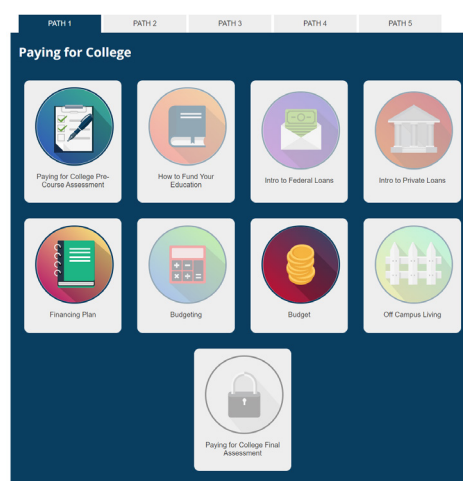 PATH 1 PATH 2 PATH 3 PATH 4 PATH 5
Paying for College
Paying for College Pre-
Course Assessment
How to Fund Your
Education
Intro to Federal Loans
Intro to Private Loans
Financing Plan
Budgeting
Budget
Off Campus Living
Paying for College Final
Assessment